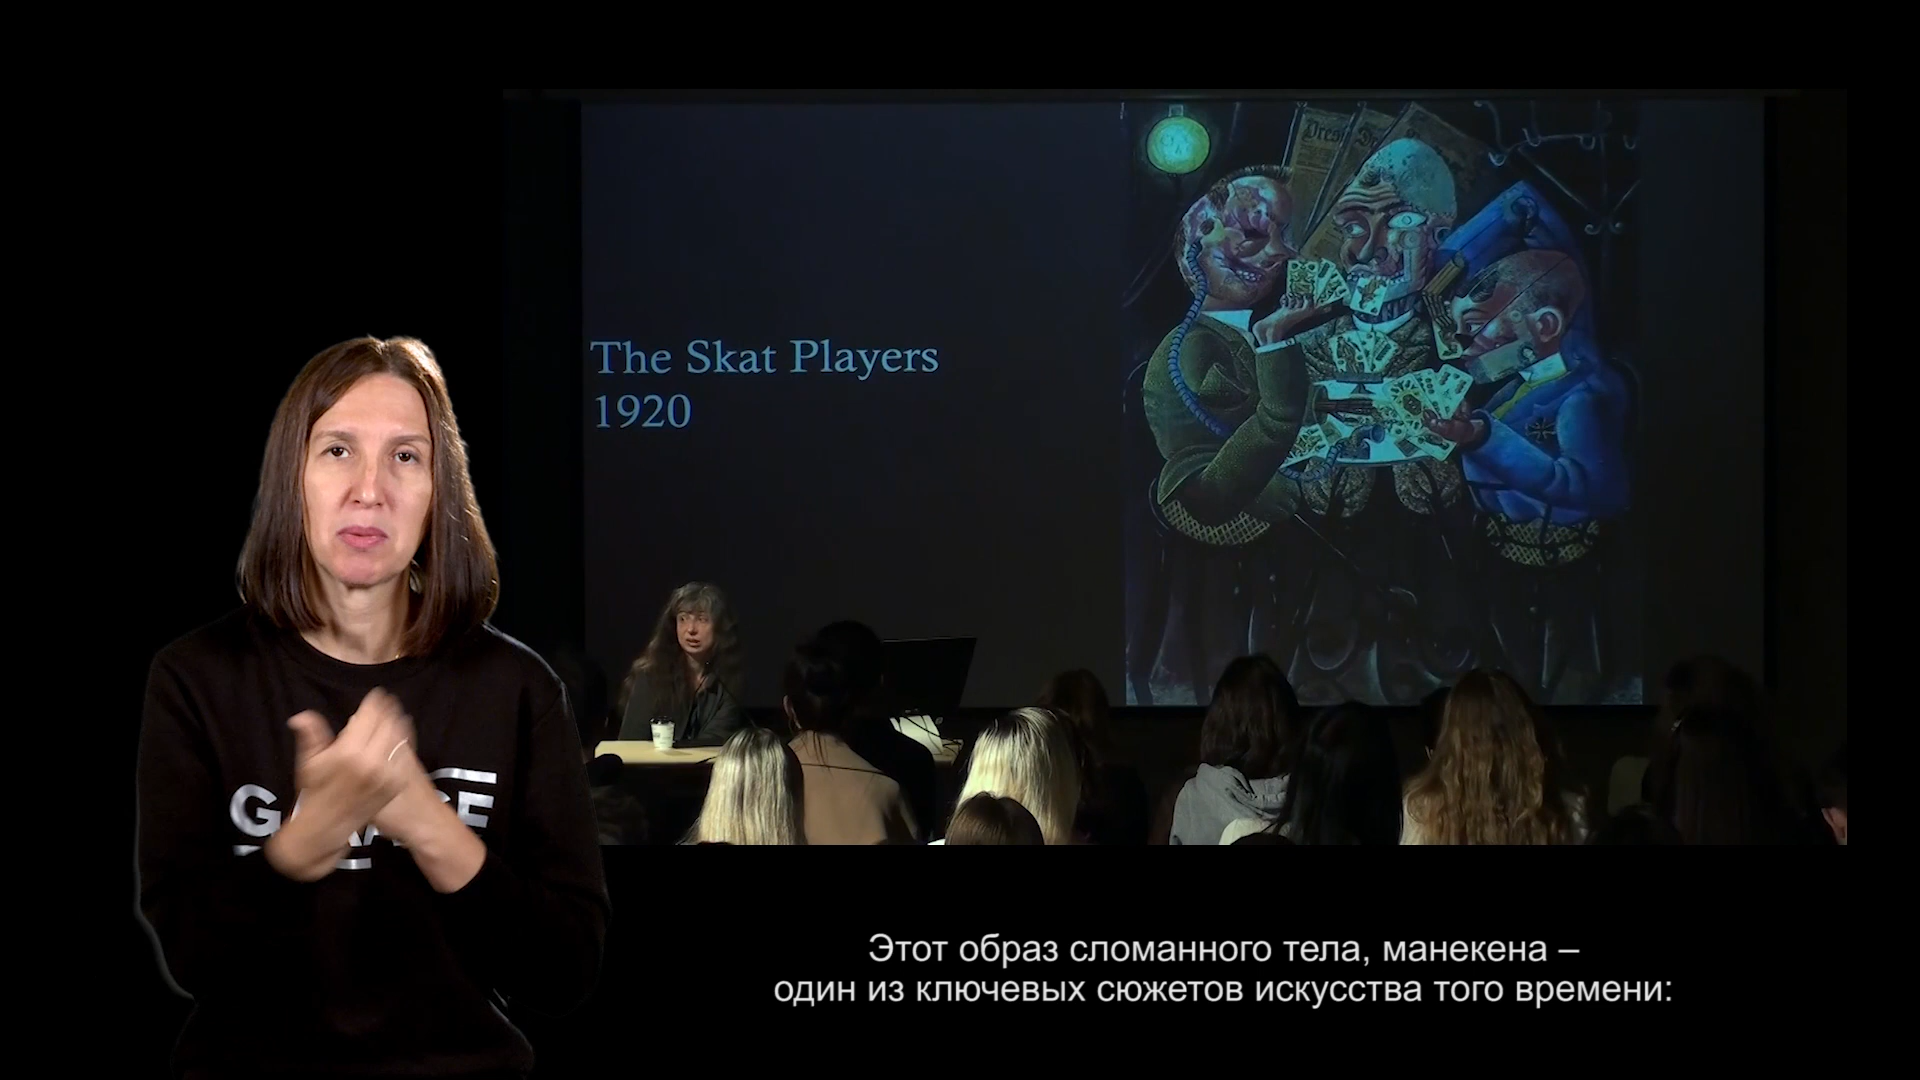 The Skat Players
1920
Этот образ сломанного тела, манекена –
один из ключевых сюжетов искусства того времени: